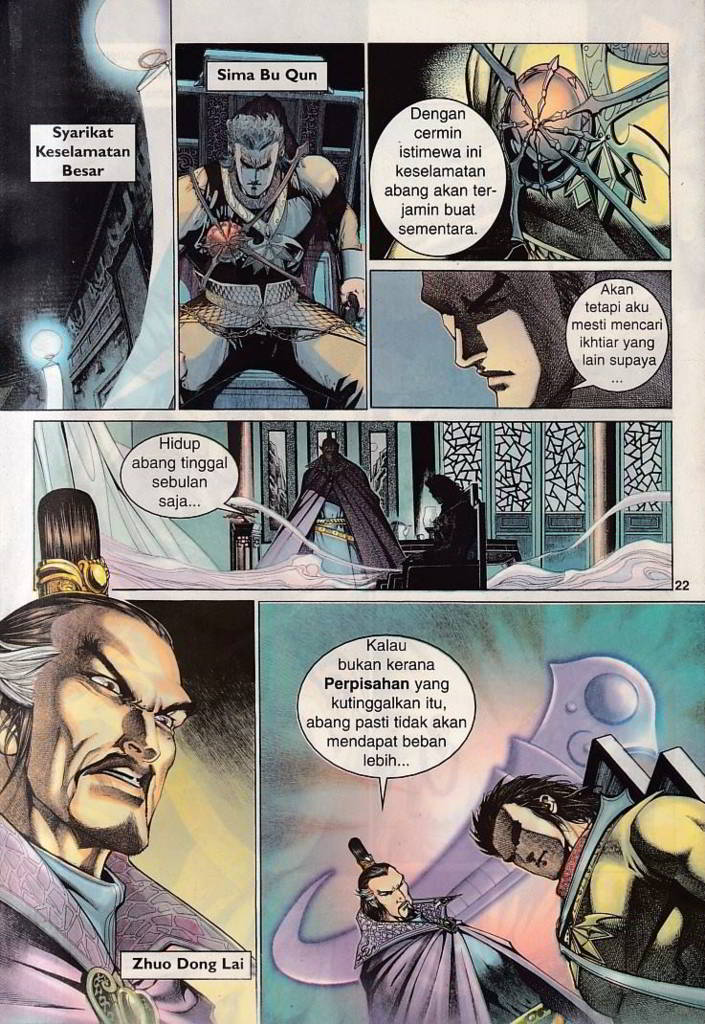 Syarikat
Keselamatan
Besar
Sima Bu Qun
Dengan
cermin
istimewa ini
keselamatan
abang akan ter-
jamin buat
sementara.
Akan
tetapi aku
mesti mencari
ikhtiar yang
lain supaya
...
Hidup
abang tinggal
sebulan
saja...
22
Zhuo Dong Lai
Kalau
bukan kerana
Perpisahan yang
kutinggalkan itu,
abang pasti tidak akan
mendapat beban
lebih...